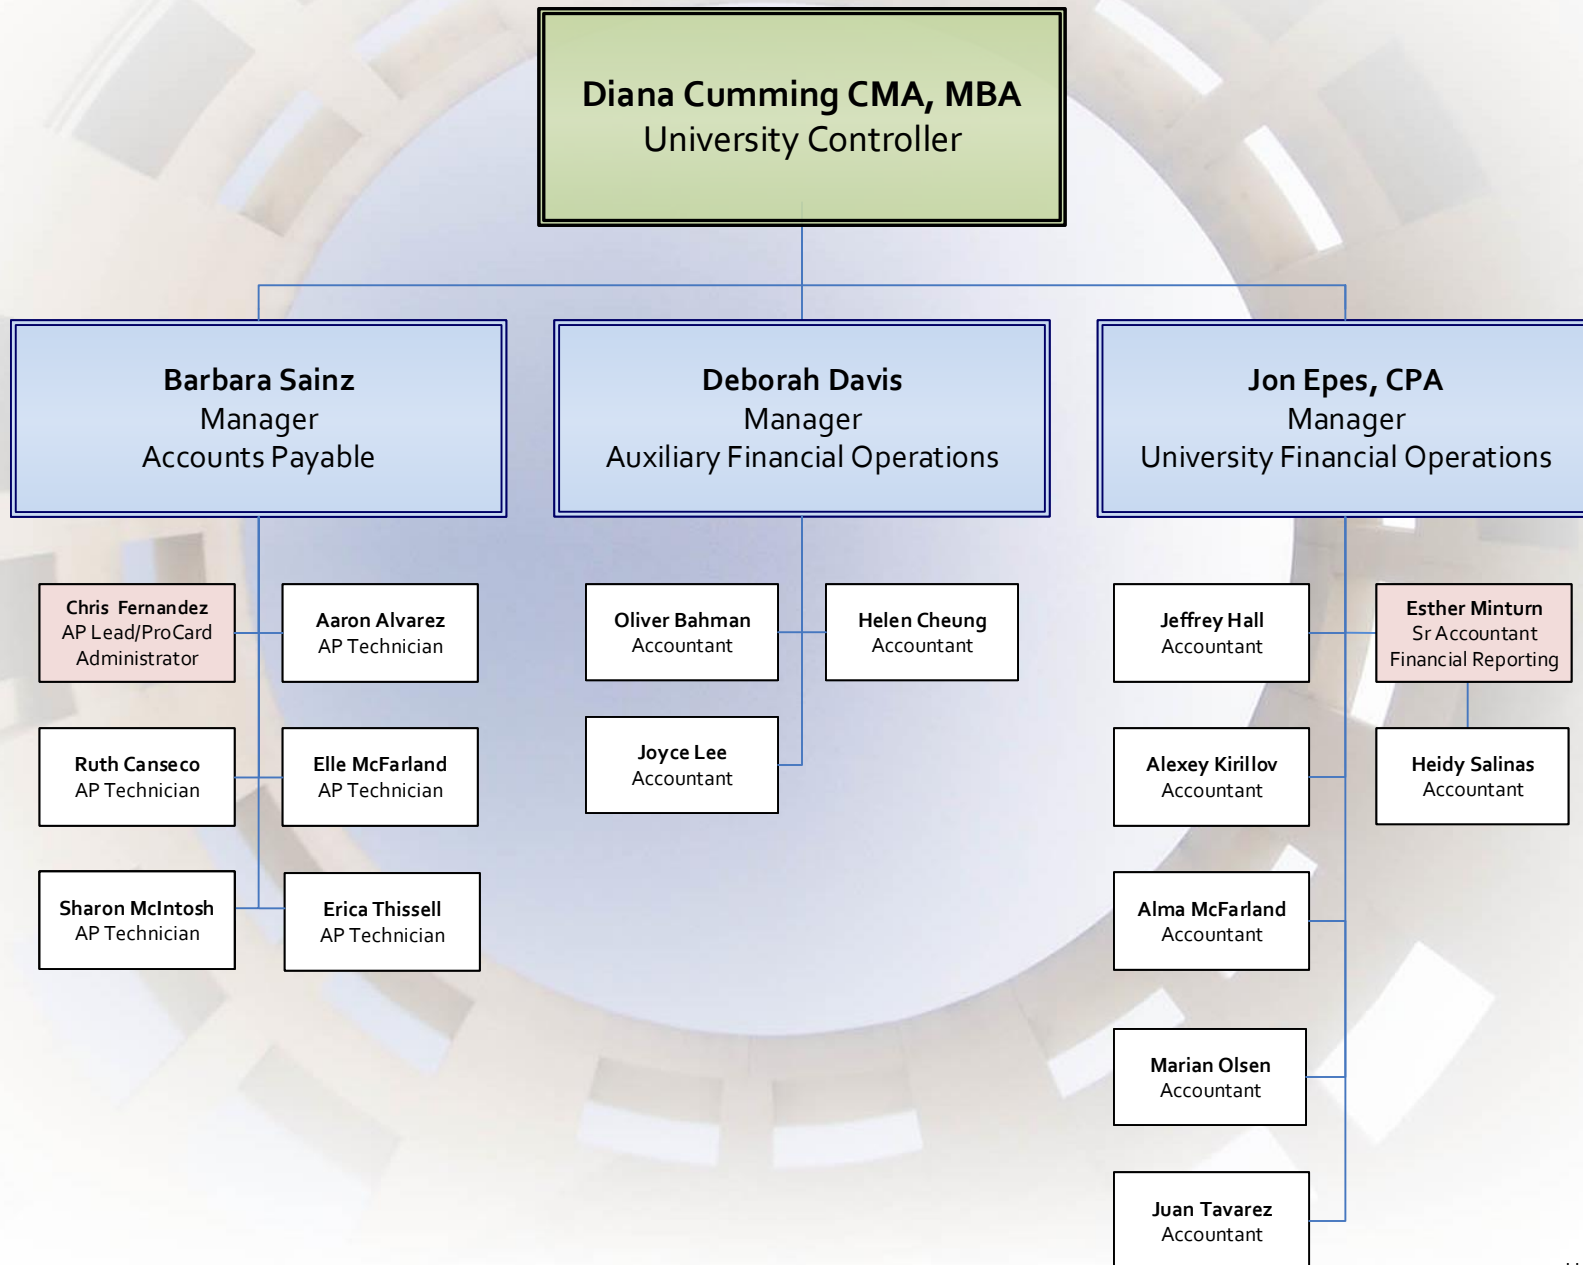 Diana Cumming CMA, MBA
University Controller
Barbara Sainz
Manager
Accounts Payable
Deborah Davis
Manager
Auxiliary Financial Operations
Jon Epes, CPA
Manager
University Financial Operations
Chris Fernandez
AP Lead/ProCard
Administrator
Aaron Alvarez
AP Technician
Ruth Canseco
AP Technician
Elle McFarland
AP Technician
Sharon McIntosh
AP Technician
Erica Thissell
AP Technician
Oliver Bahman
Accountant
Helen Cheung
Accountant
Joyce Lee
Accountant
Jeffrey Hall
Accountant
Esther Minturn
Sr Accountant
Financial Reporting
Alexey Kirillov
Accountant
Heidy Salinas
Accountant
Alma McFarland
Accountant
Marian Olsen
Accountant
Juan Tavarez
Accountant